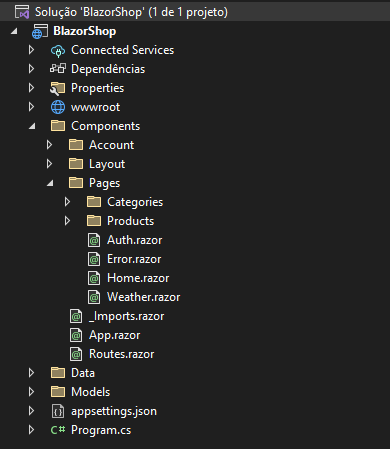 Solução 'BlazorShop' (1 de 1 projeto)
BlazorShop
Connected Services
Dependências
Properties
wwwroot
Components
Account
Layout
Pages
Categories
Products
Auth.razor
Error.razor
Home.razor
Weather.razor
_Imports.razor
App.razor
Routes.razor
Data
Models
appsettings.json
C# Program.cs